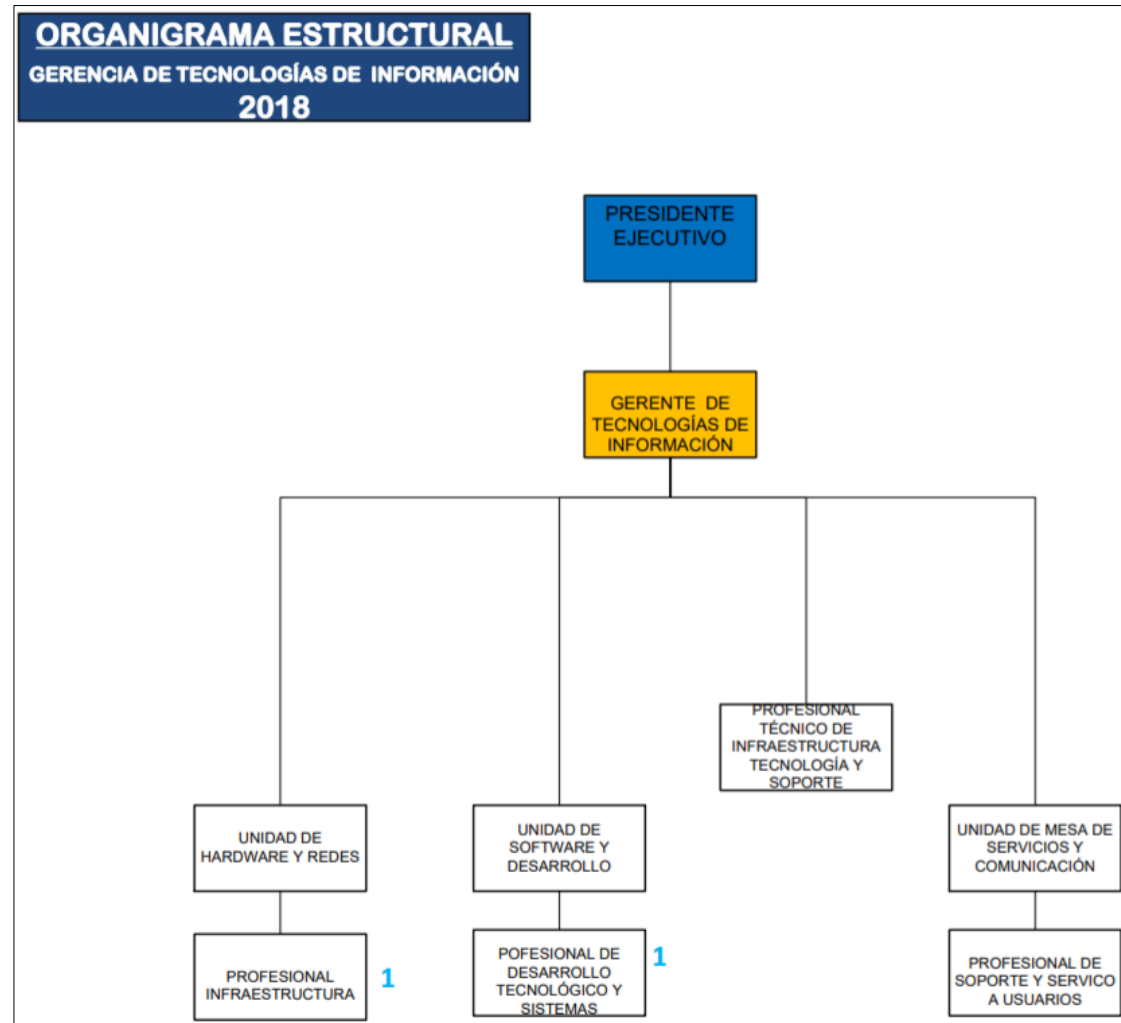 ORGANIGRAMA ESTRUCTURAL
GERENCIA DE TECNOLOGÍAS DE INFORMACIÓN
2018
PRESIDENTE
EJECUTIVO
GERENTE DE
TECNOLOGÍAS DE
INFORMACIÓN
PROFESIONAL
TÉCNICO DE
INFRAESTRUCTURA
TECNOLOGÍA Y
SOPORTE
UNIDAD DE
HARDWARE Y REDES
UNIDAD DE
SOFTWARE Y
DESARROLLO
UNIDAD DE MESA DE
SERVICIOS Y
COMUNICACIÓN
PROFESIONAL
INFRAESTRUCTURA
1
POFESIONAL DE
DESARROLLO
TECNOLÓGICO Y
SISTEMAS
1
PROFESIONAL DE
SOPORTE Y SERVICO
A USUARIOS